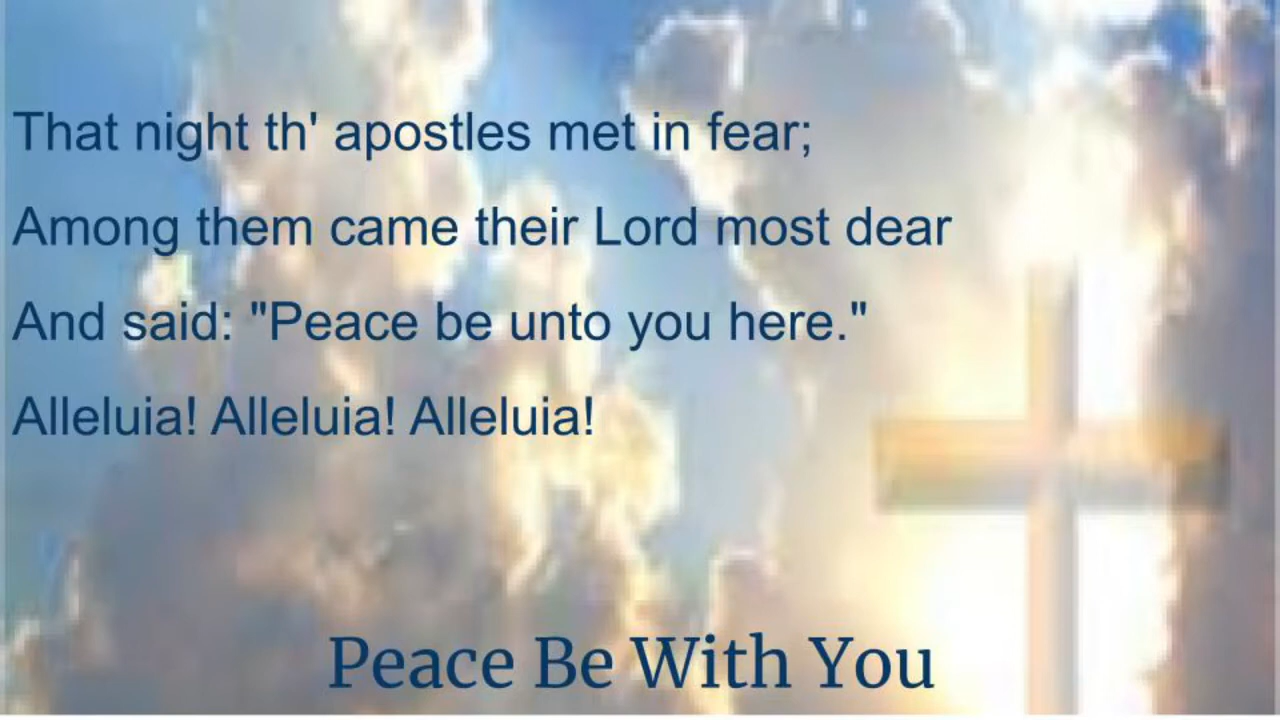 That night th' apostles met in fear;
Among them came their Lord most dear
And said: "Peace be unto you here."
Alleluia! Alleluia! Alleluia!
Peace Be With You